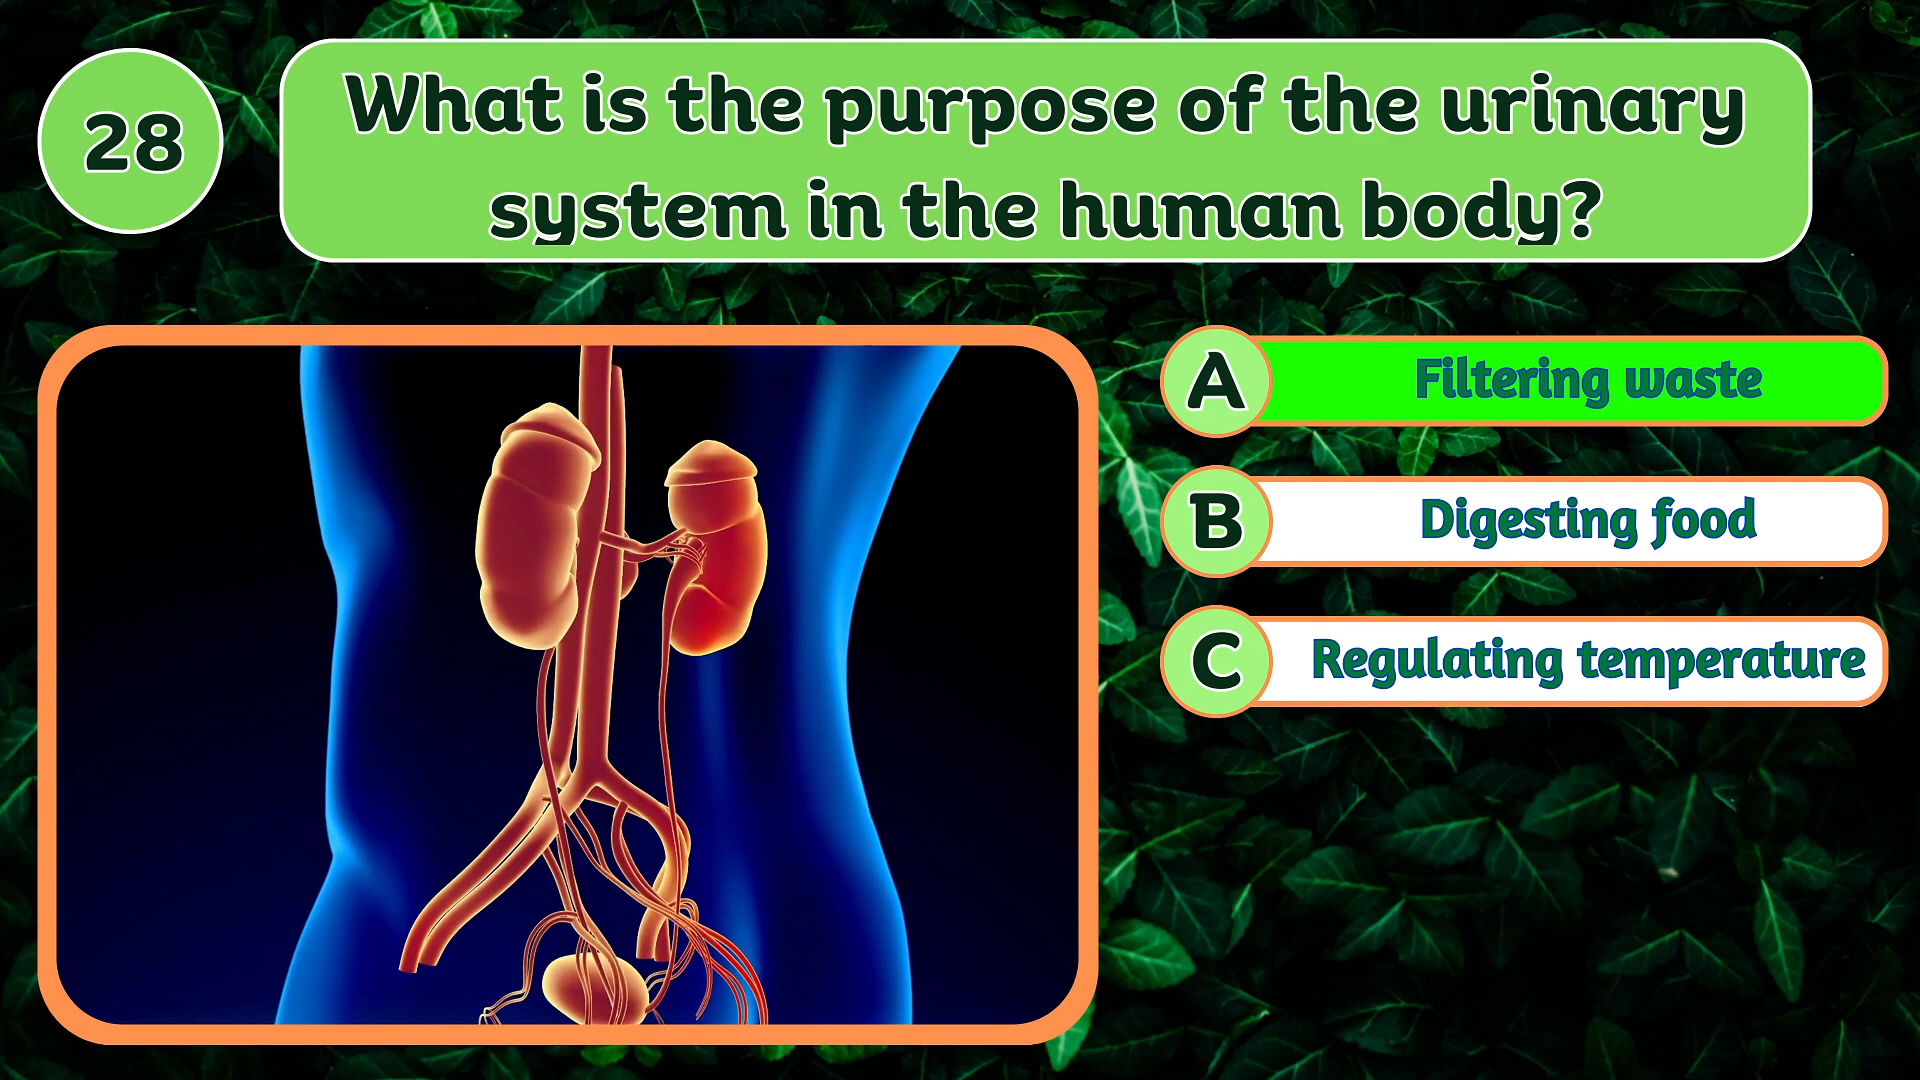 28
What is the purpose of the urinary
system in the human body?
A
Filtering waste
B
Digesting food
C
Regulating temperature